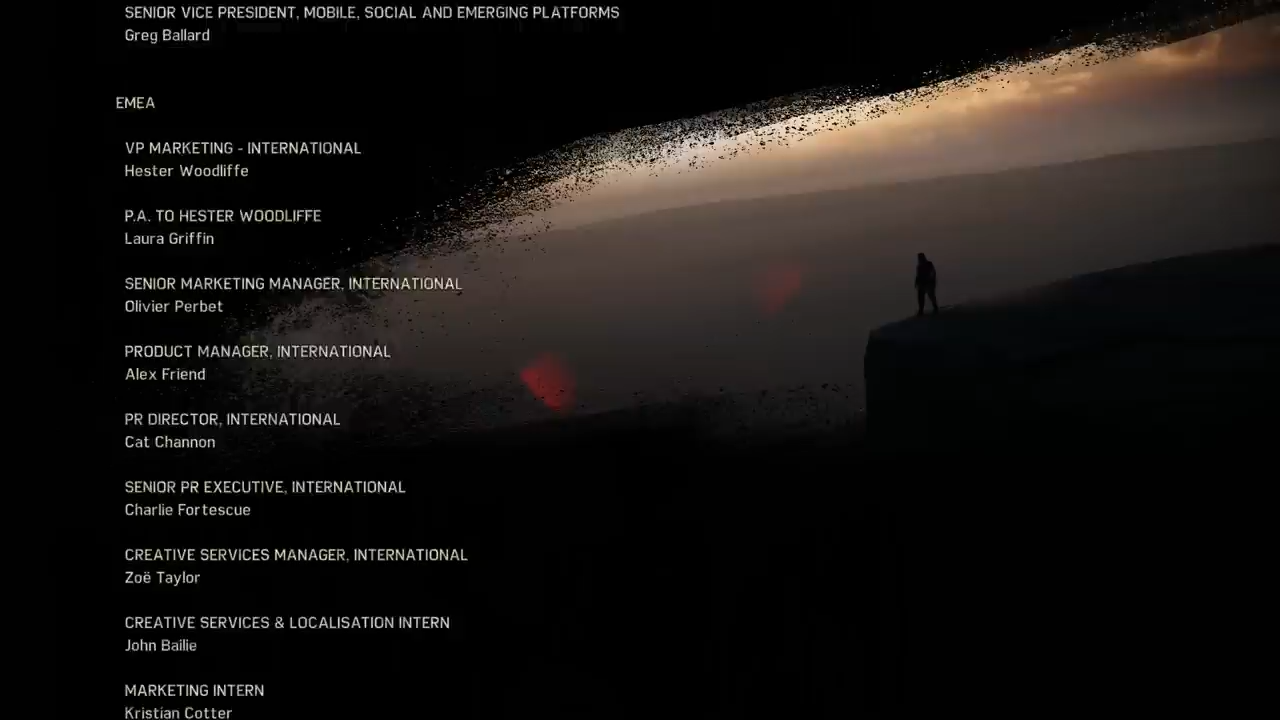 SENIOR VICE PRESIDENT, MOBILE, SOCIAL AND EMERGING PLATFORMS
Greg Ballard
EMEA
VP MARKETING - INTERNATIONAL
Hester Woodliffe
P.A. TO HESTER WOODLIFFE
Laura Griffin
SENIOR MARKETING MANAGER, INTERNATIONAL
Olivier Perbet
PRODUCT MANAGER, INTERNATIONAL
Alex Friend
PR DIRECTOR, INTERNATIONAL
Cat Channon
SENIOR PR EXECUTIVE, INTERNATIONAL
Charlie Fortescue
CREATIVE SERVICES MANAGER, INTERNATIONAL
Zoë Taylor
CREATIVE SERVICES & LOCALISATION INTERN
John Bailie
MARKETING INTERN
Kristian Cotter